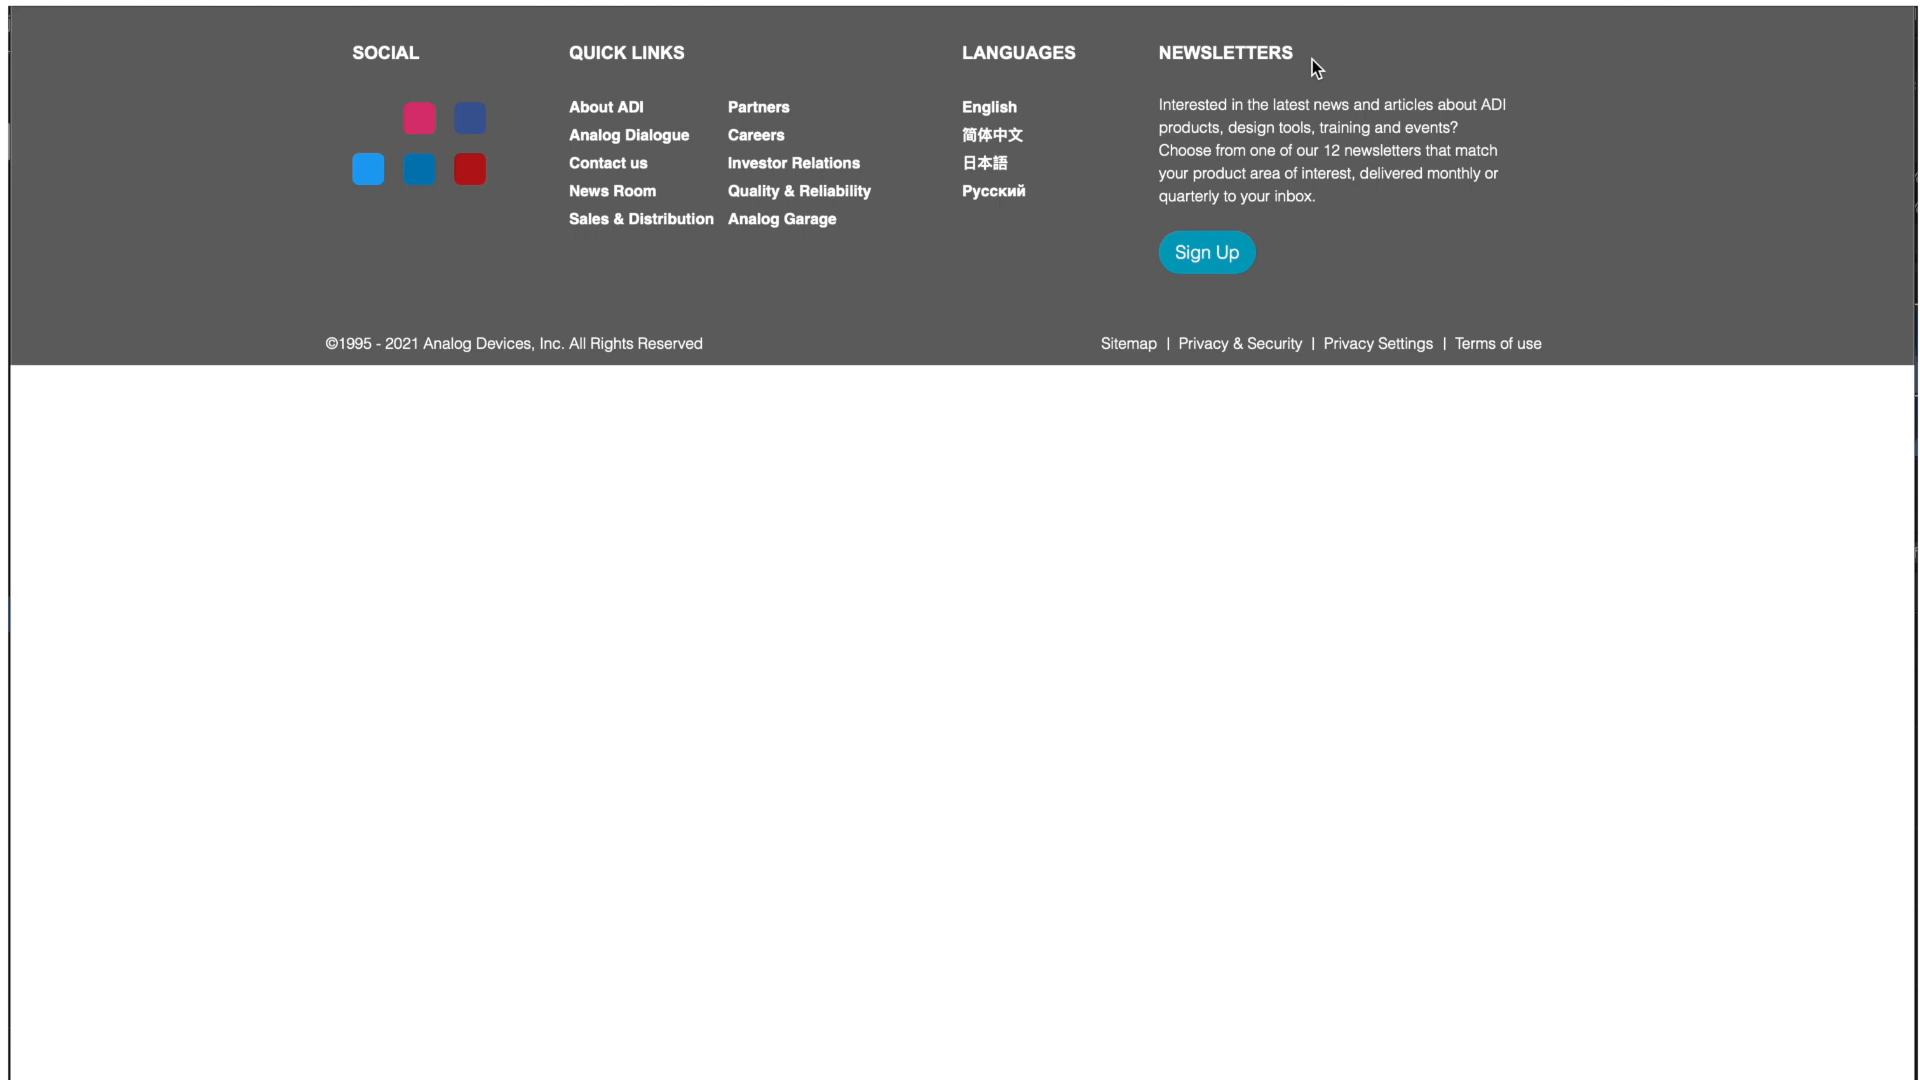 SOCIAL
QUICK LINKS
About ADI
Analog Dialogue
Contact us
News Room
Sales & Distribution
Partners
Careers
Investor Relations
Quality & Reliability
Analog Garage
LANGUAGES
English
简体中文
日本語
Русский
NEWSLETTERS
Interested in the latest news and articles about ADI
products, design tools, training and events?
Choose from one of our 12 newsletters that match
your product area of interest, delivered monthly or
quarterly to your inbox.
Sign Up
©1995 - 2021 Analog Devices, Inc. All Rights Reserved
Sitemap | Privacy & Security | Privacy Settings | Terms of use